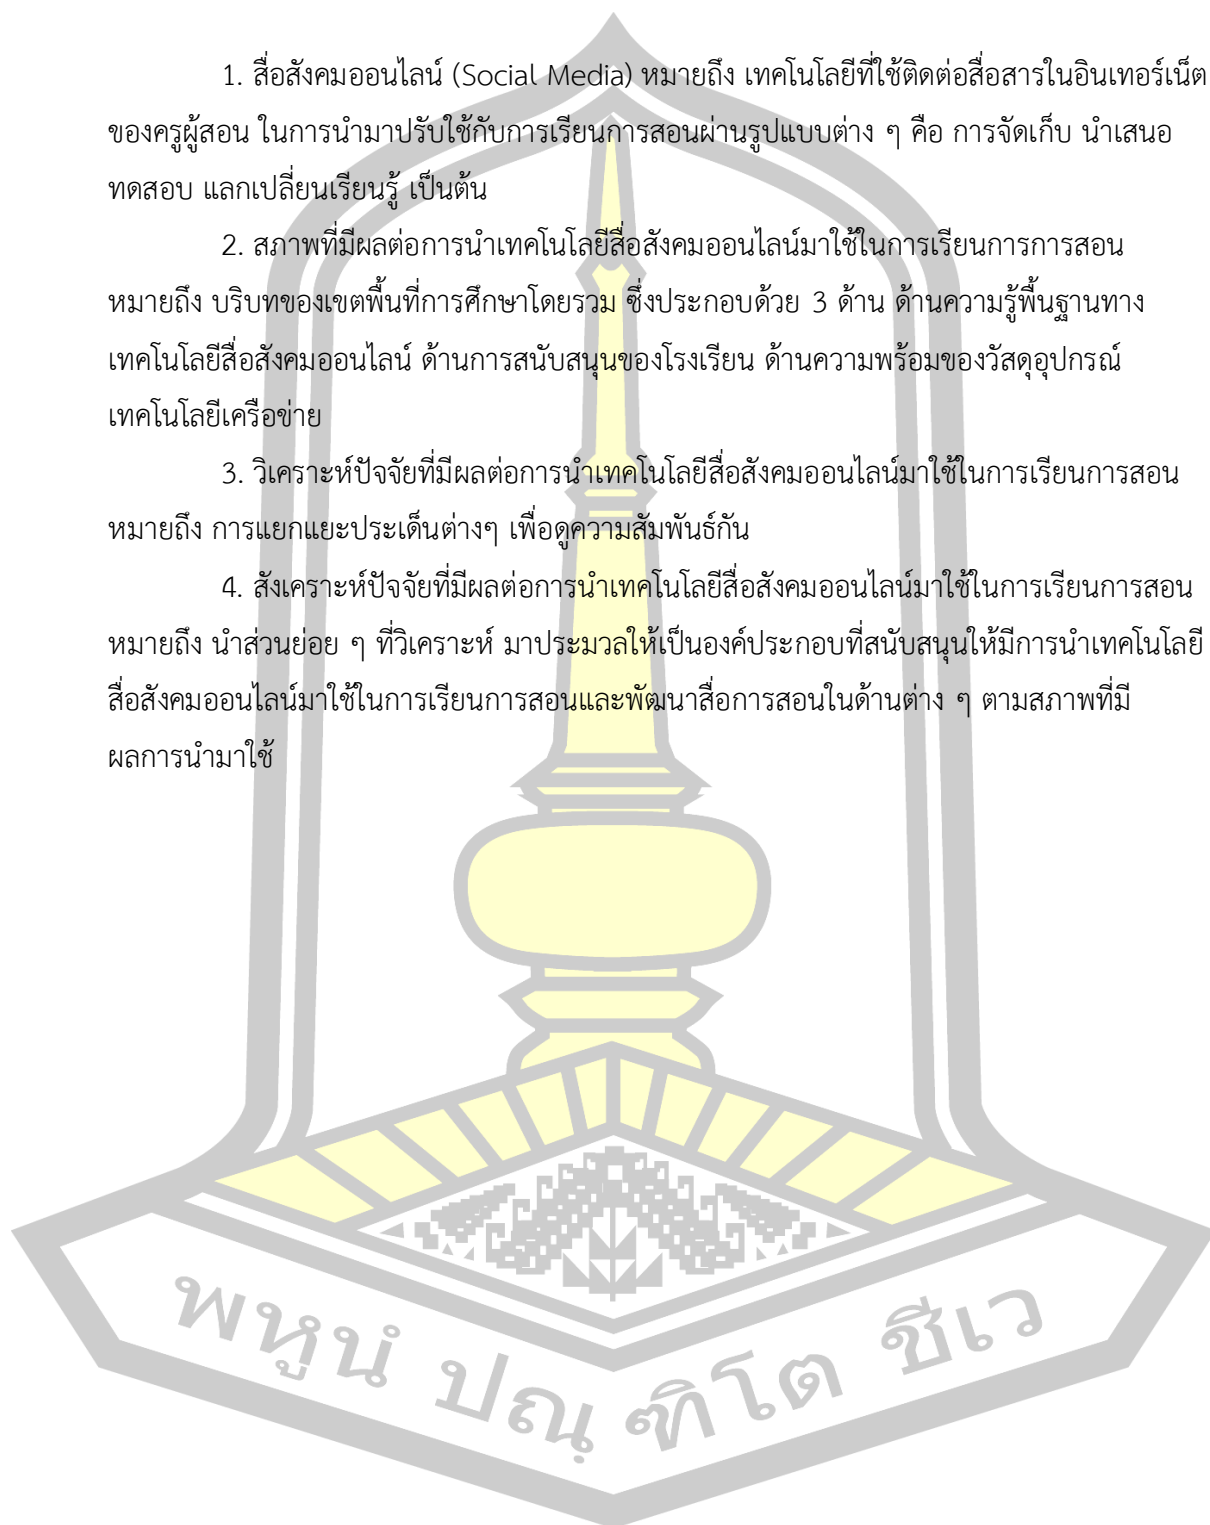 1. สื่อสังคมออนไลน์ (Social Media) หมายถึง เทคโนโลยีที่ใช้ติดต่อสื่อสารในอินเทอร์เน็ต
ของครูผู้สอน ในการนำมาปรับใช้กับการเรียนการสอนผ่านรูปแบบต่าง ๆ คือ การจัดเก็บ นำเสนอ
ทดสอบ แลกเปลี่ยนเรียนรู้ เป็นต้น
2. สภาพที่มีผลต่อการนำเทคโนโลยีสื่อสังคมออนไลน์มาใช้ในการเรียนการการสอน
หมายถึง บริบทของเขตพื้นที่การศึกษาโดยรวม ซึ่งประกอบด้วย 3 ด้าน ด้านความรู้พื้นฐานทาง
เทคโนโลยีสื่อสังคมออนไลน์ ด้านการสนับสนุนของโรงเรียน ด้านความพร้อมของวัสดุอุปกรณ์
เทคโนโลยีเครือข่าย
3. วิเคราะห์ปัจจัยที่มีผลต่อการนำเทคโนโลยีสื่อสังคมออนไลน์มาใช้ในการเรียนการสอน
หมายถึง การแยกแยะประเด็นต่างๆ เพื่อดูความสัมพันธ์กัน
4. สังเคราะห์ปัจจัยที่มีผลต่อการนำเทคโนโลยีสื่อสังคมออนไลน์มาใช้ในการเรียนการสอน
หมายถึง นำส่วนย่อย ๆ ที่วิเคราะห์ มาประมวลให้เป็นองค์ประกอบที่สนับสนุนให้มีการนำเทคโนโลยี
สื่อสังคมออนไลน์มาใช้ในการเรียนการสอนและพัฒนาสื่อการสอนในด้านต่าง ๆ ตามสภาพที่มี
ผลการนำมาใช้
พหูนํ ปณฺ ฑิโต ชีเว